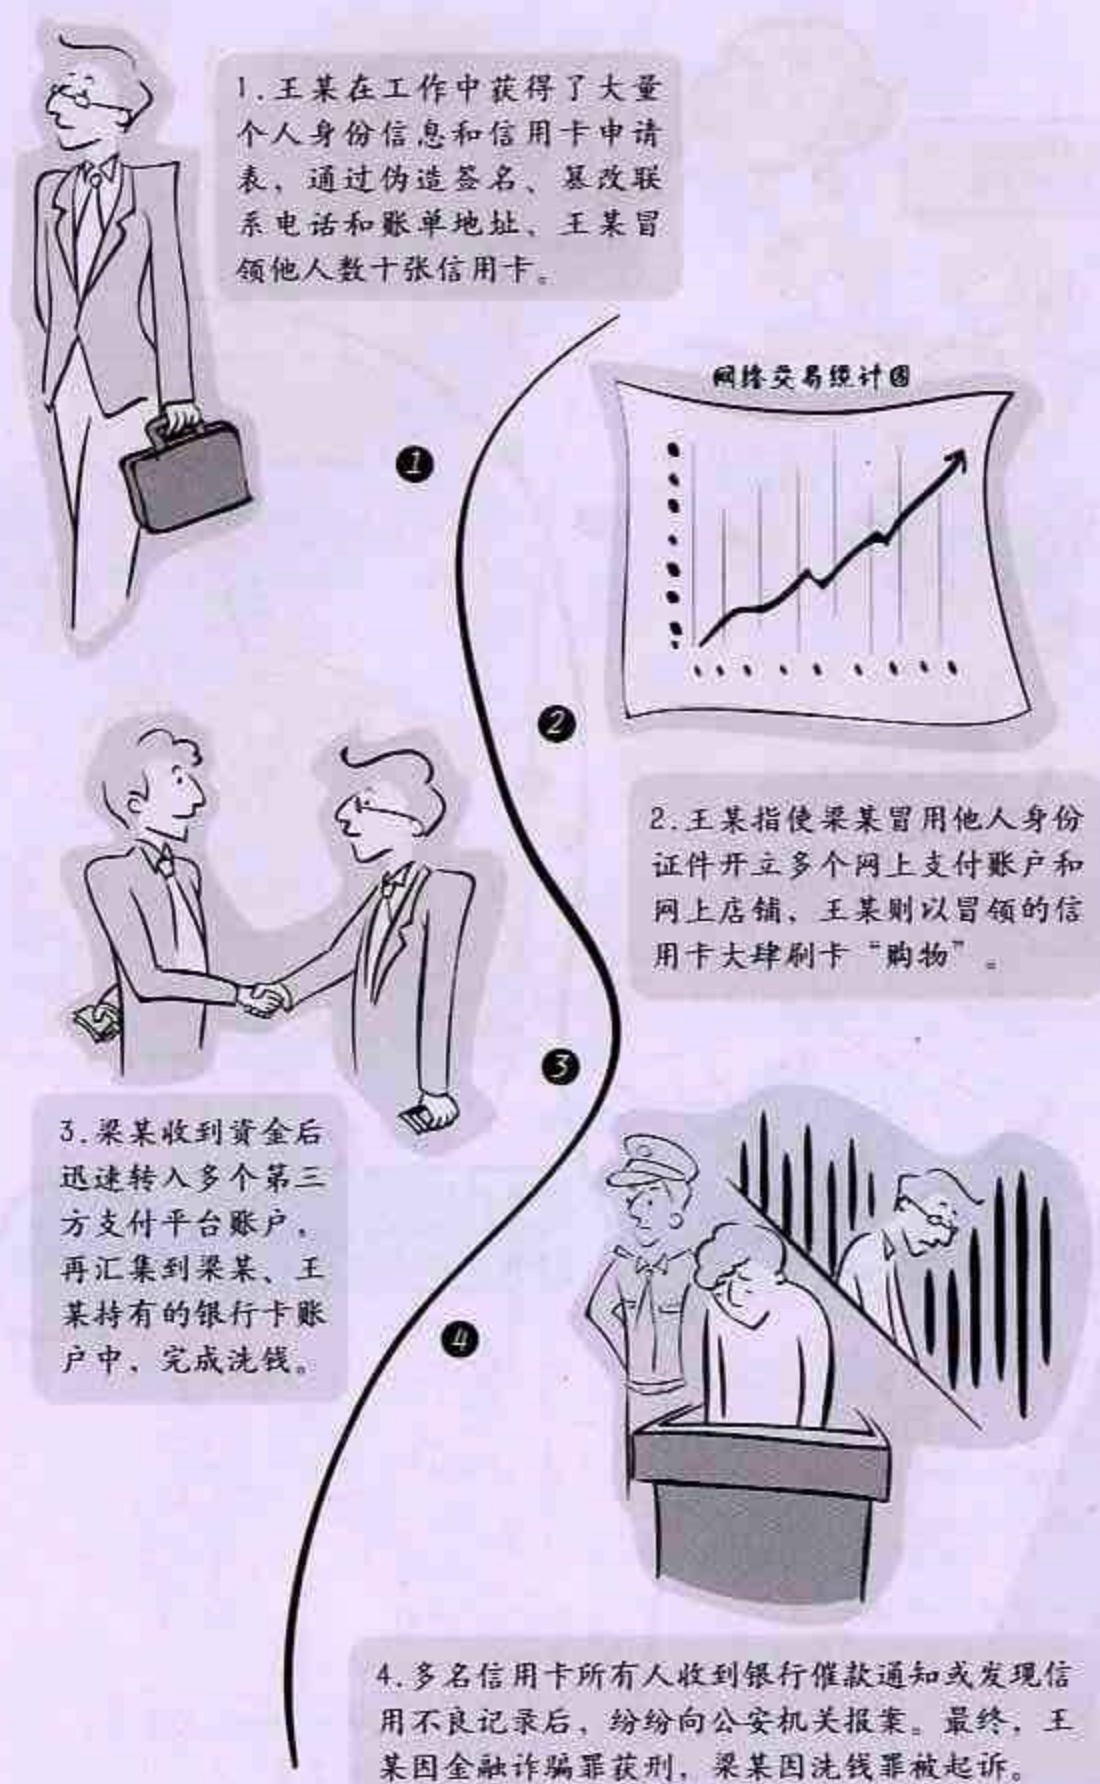 1.王某在工作中获得了大量
个人身份信息和信用卡申请
表，通过伪造签名、篡改联
系电话和账单地址，王某冒
领他人数十张信用卡。
网络交易统计图
1
2
2.王某指使梁某冒用他人身份
证件开立多个网上支付账户和
网上店铺，王某则以冒领的信
用卡大肆刷卡“购物”。
3
3.梁某收到资金后
迅速转入多个第三
方支付平台账户，
再汇集到梁某、王
某持有的银行卡账
户中，完成洗钱。
4
4.多名信用卡所有人收到银行催款通知或发现信
用不良记录后，纷纷向公安机关报案。最终，王
某因金融诈骗罪获刑，梁某因洗钱罪被起诉。